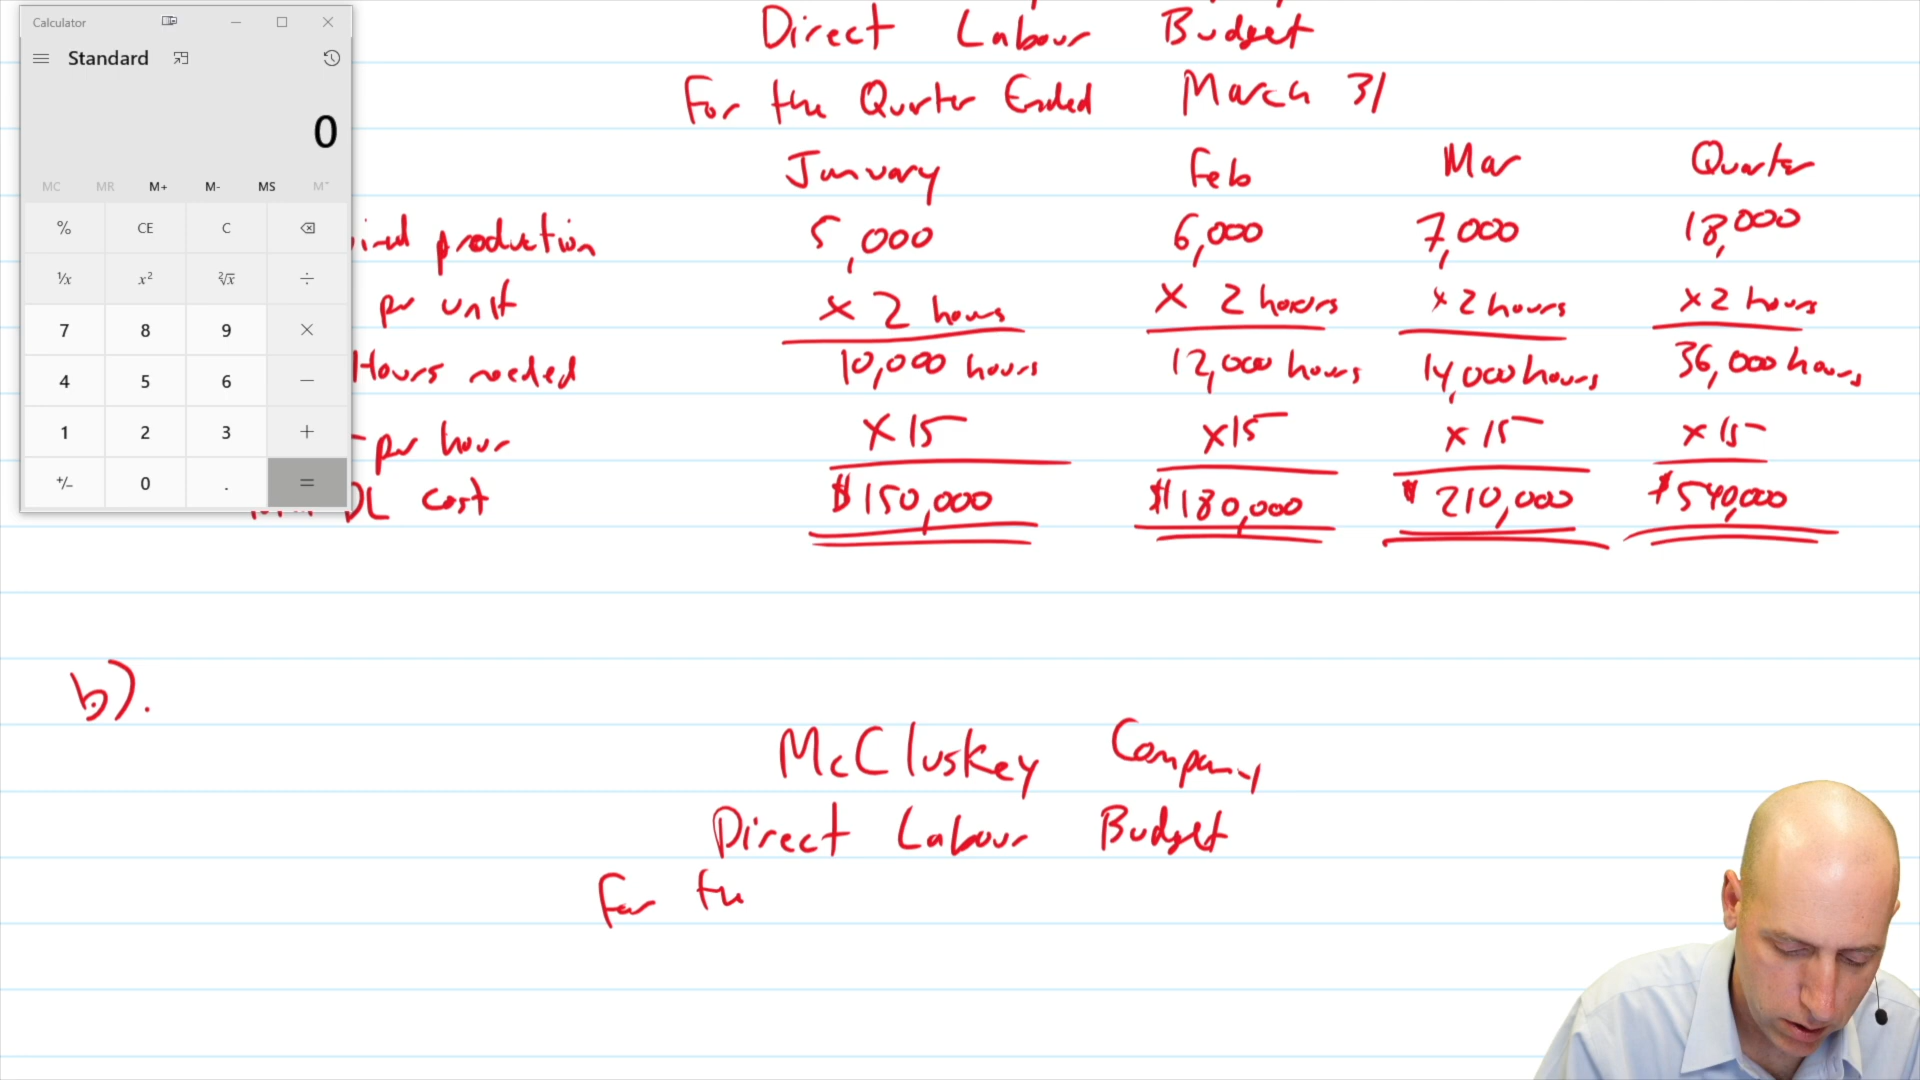 Calculator
Standard
0
MC MR M+ M- MS M˅
% CE C
¹/x x² ²√x ÷
7 8 9 ×
4 5 6 −
1 2 3 +
+/− 0 . =
Direct Labour Budget
For the Quarter Ended March 31
January Feb Mar Quarter
production 5,000 6,000 7,000 18,000
per unit × 2 hours × 2 hours × 2 hours × 2 hours
Hours needed 10,000 hours 12,000 hours 14,000 hours 36,000 hours
per hour ×15 ×15 ×15 ×15
DL cost $150,000 $180,000 $210,000 $540,000
b).
McCluskey Company
Direct Labour Budget
For the